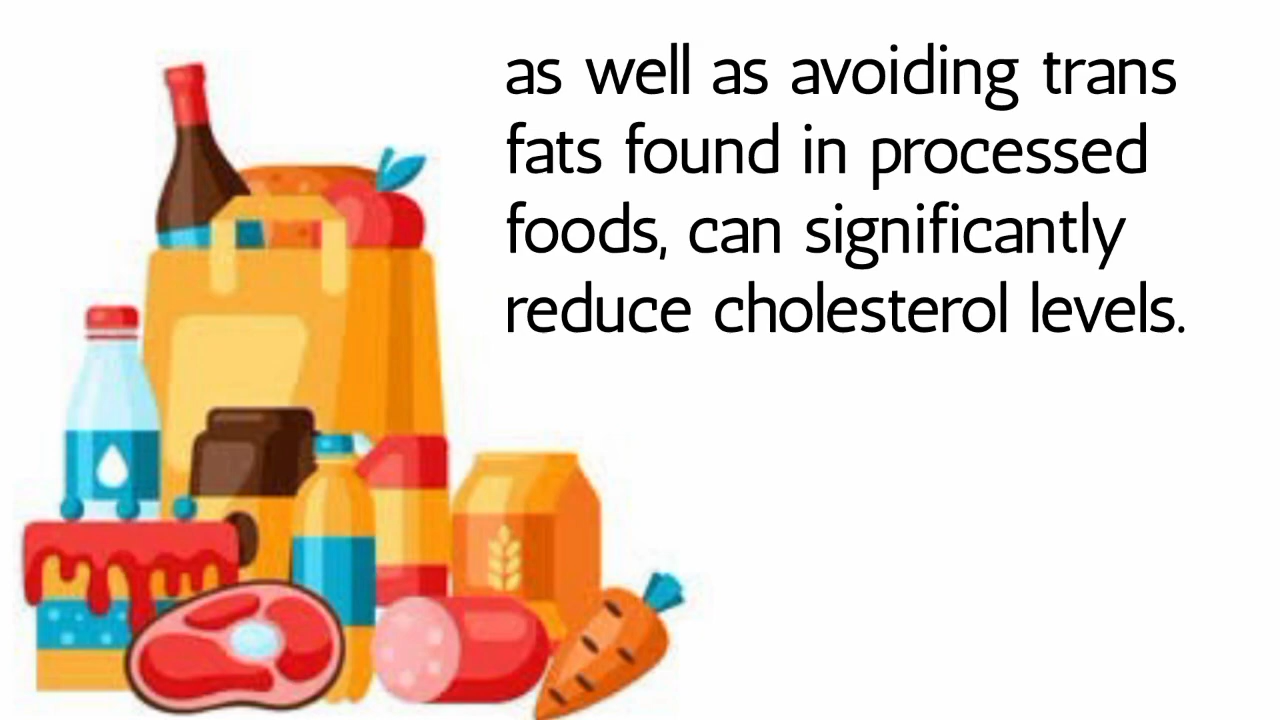 as well as avoiding trans
fats found in processed
foods, can significantly
reduce cholesterol levels.